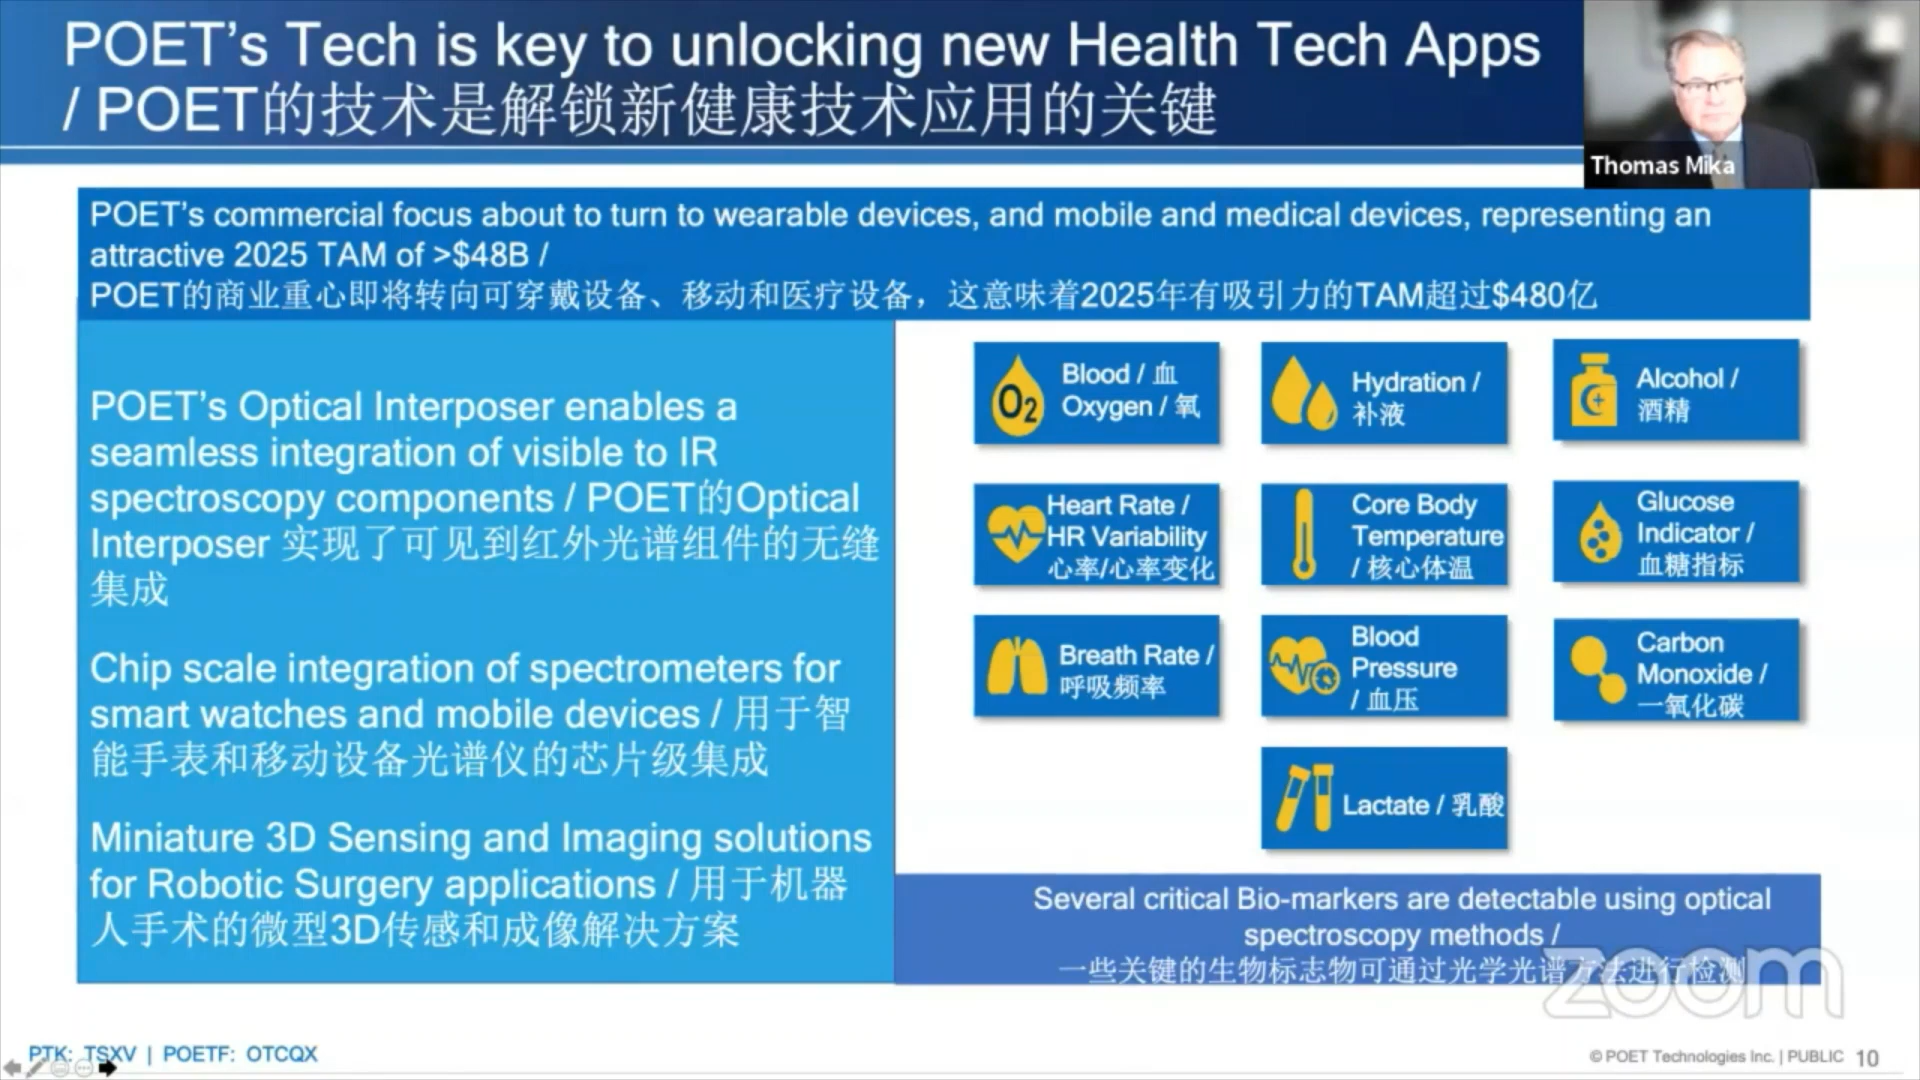 POET's Tech is key to unlocking new Health Tech Apps
/ POET的技术是解锁新健康技术应用的关键
Thomas Mika
POET's commercial focus about to turn to wearable devices, and mobile and medical devices, representing an
attractive 2025 TAM of >$48B /
POET的商业重心即将转向可穿戴设备、移动和医疗设备，这意味着2025年有吸引力的TAM超过$480亿
POET's Optical Interposer enables a
seamless integration of visible to IR
spectroscopy components / POET的Optical
Interposer 实现了可见到红外光谱组件的无缝
集成
Chip scale integration of spectrometers for
smart watches and mobile devices / 用于智
能手表和移动设备光谱仪的芯片级集成
Miniature 3D Sensing and Imaging solutions
for Robotic Surgery applications / 用于机器
人手术的微型3D传感和成像解决方案
O2
Blood / 血
Oxygen / 氧
Hydration /
补液
Alcohol /
酒精
Heart Rate /
HR Variability
心率/心率变化
Core Body
Temperature
/ 核心体温
Glucose
Indicator /
血糖指标
Breath Rate /
呼吸频率
Blood
Pressure
/ 血压
Carbon
Monoxide /
一氧化碳
Lactate / 乳酸
Several critical Bio-markers are detectable using optical
spectroscopy methods /
一些关键的生物标志物可通过光学光谱方法进行检测
zoom
PTK: TSXV | POETF: OTCQX
© POET Technologies Inc. | PUBLIC 10